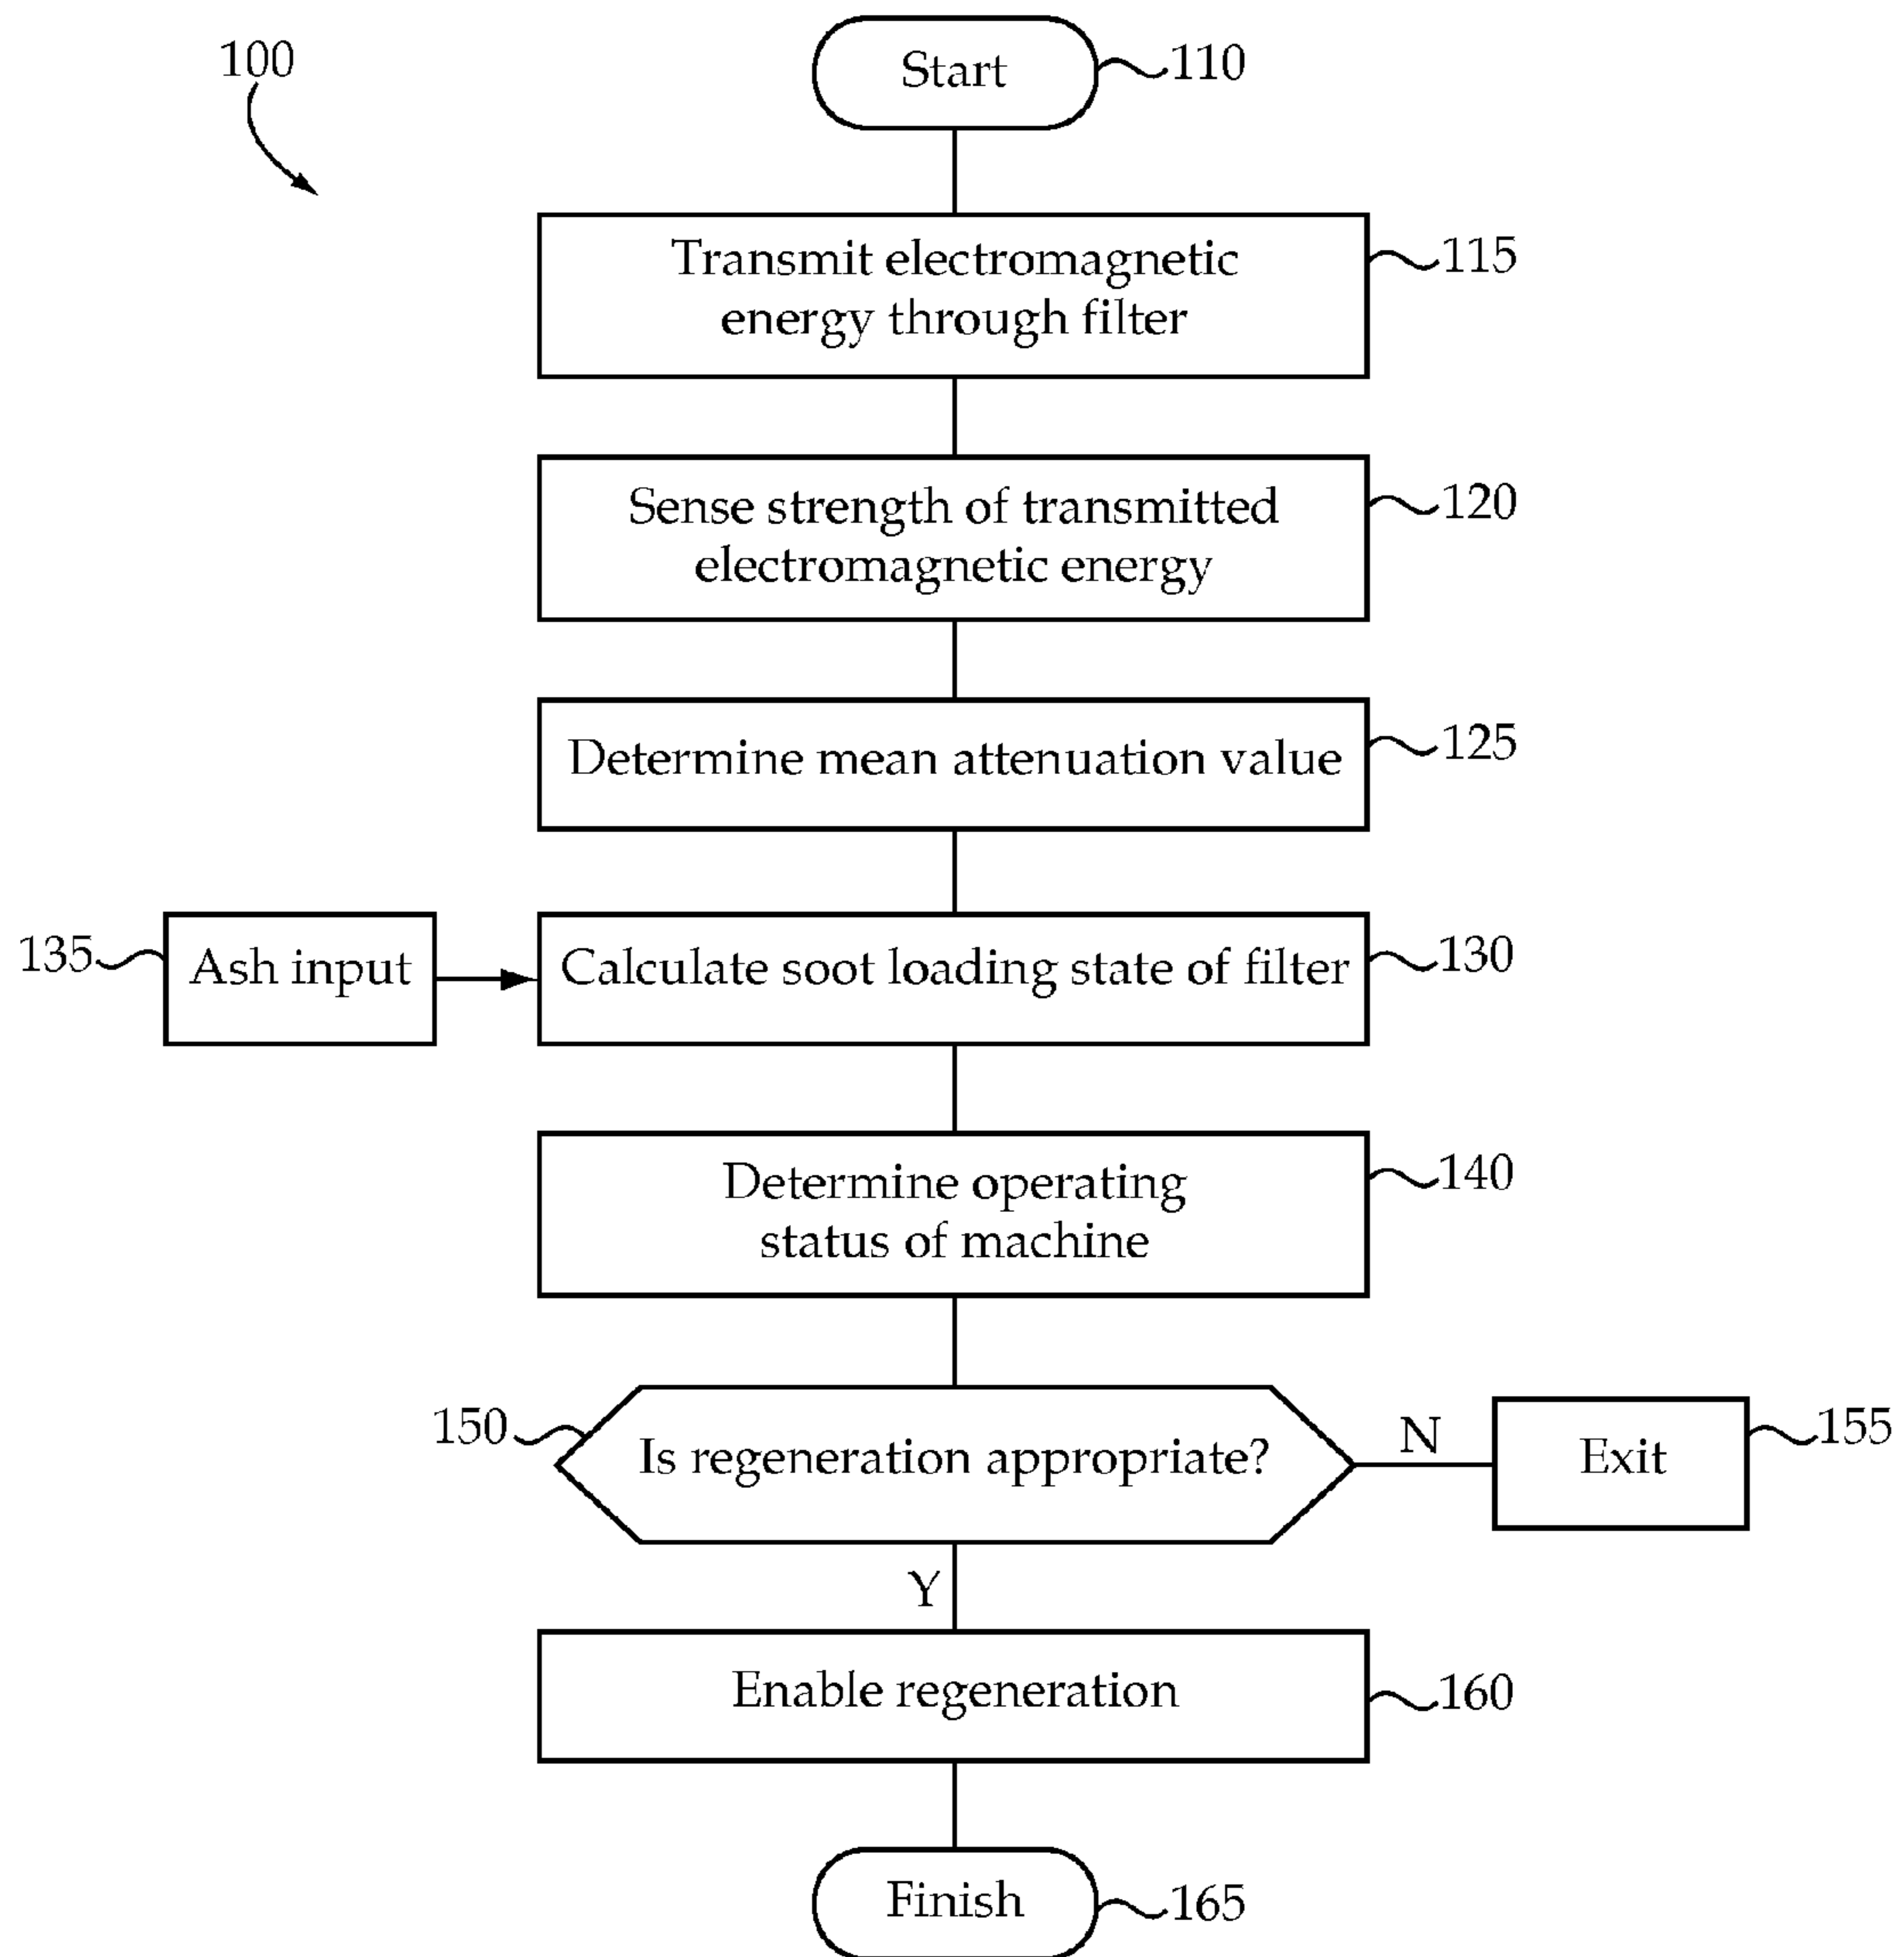 100
Start
110
Transmit electromagnetic
energy through filter
115
Sense strength of transmitted
electromagnetic energy
120
Determine mean attenuation value
125
135
Ash input
Calculate soot loading state of filter
130
Determine operating
status of machine
140
150
Is regeneration appropriate?
N
Exit
155
Y
Enable regeneration
160
Finish
165